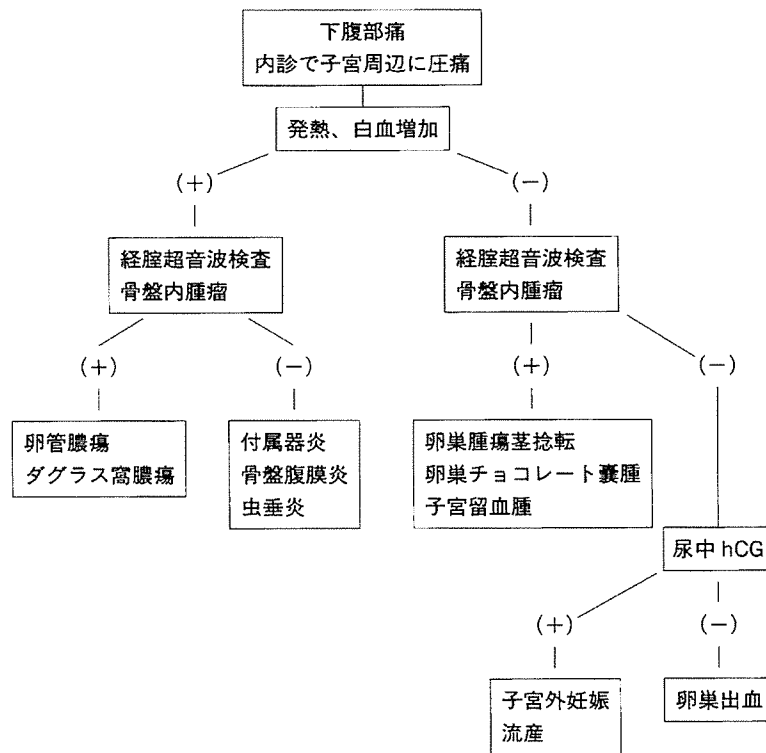 下腹部痛
内診で子宮周辺に圧痛
発熱、白血増加
(+)
(−)
経腟超音波検査
骨盤内腫瘤
経腟超音波検査
骨盤内腫瘤
(+)
(−)
(+)
(−)
卵管膿瘍
ダグラス窩膿瘍
付属器炎
骨盤腹膜炎
虫垂炎
卵巣腫瘍茎捻転
卵巣チョコレート嚢腫
子宮留血腫
尿中 hCG
(+)
(−)
子宮外妊娠
流産
卵巣出血